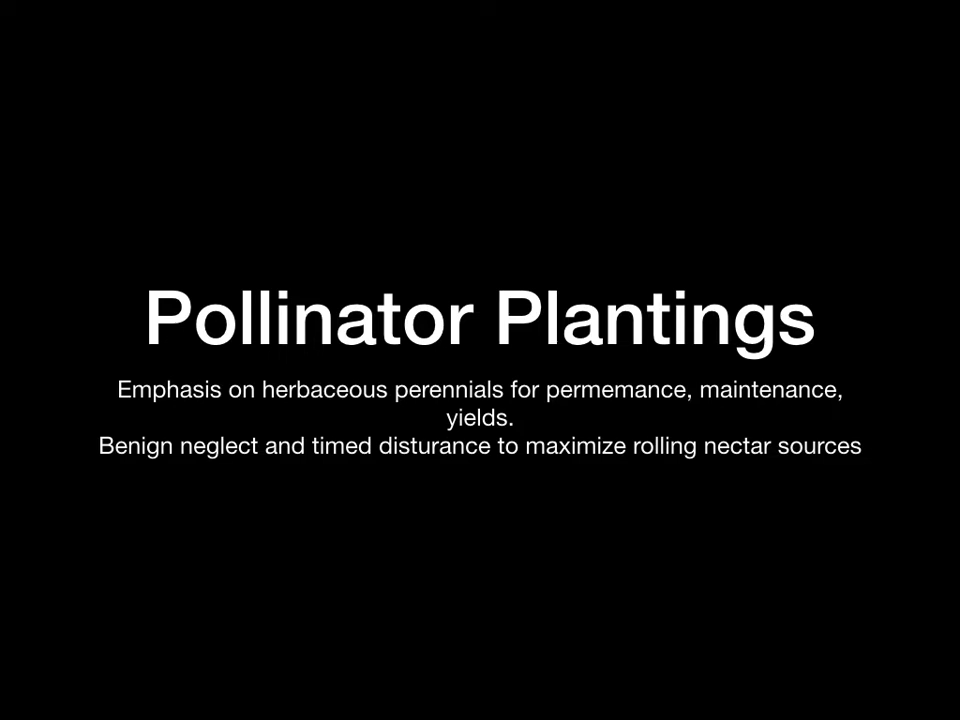 Pollinator Plantings
Emphasis on herbaceous perennials for permemance, maintenance,
yields.
Benign neglect and timed disturance to maximize rolling nectar sources